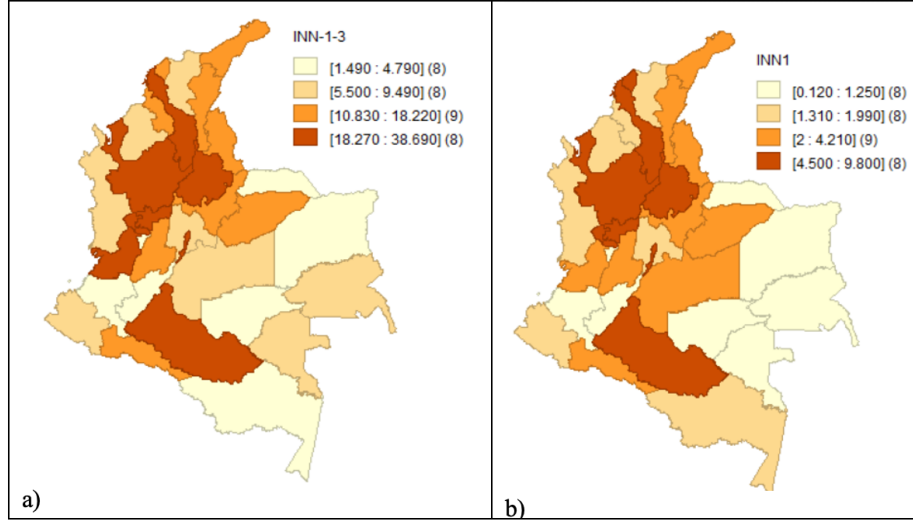 INN-1-3
[1.490 : 4.790] (8)
[5.500 : 9.490] (8)
[10.830 : 18.220] (9)
[18.270 : 38.690] (8)
a)
INN1
[0.120 : 1.250] (8)
[1.310 : 1.990] (8)
[2 : 4.210] (9)
[4.500 : 9.800] (8)
b)